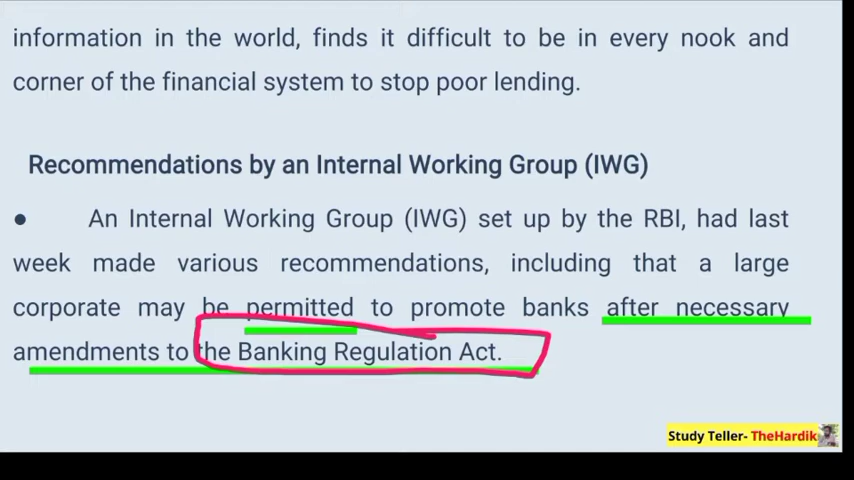 information in the world, finds it difficult to be in every nook and
corner of the financial system to stop poor lending.
Recommendations by an Internal Working Group (IWG)
● An Internal Working Group (IWG) set up by the RBI, had last
week made various recommendations, including that a large
corporate may be permitted to promote banks after necessary
amendments to the Banking Regulation Act.
Study Teller- TheHardik